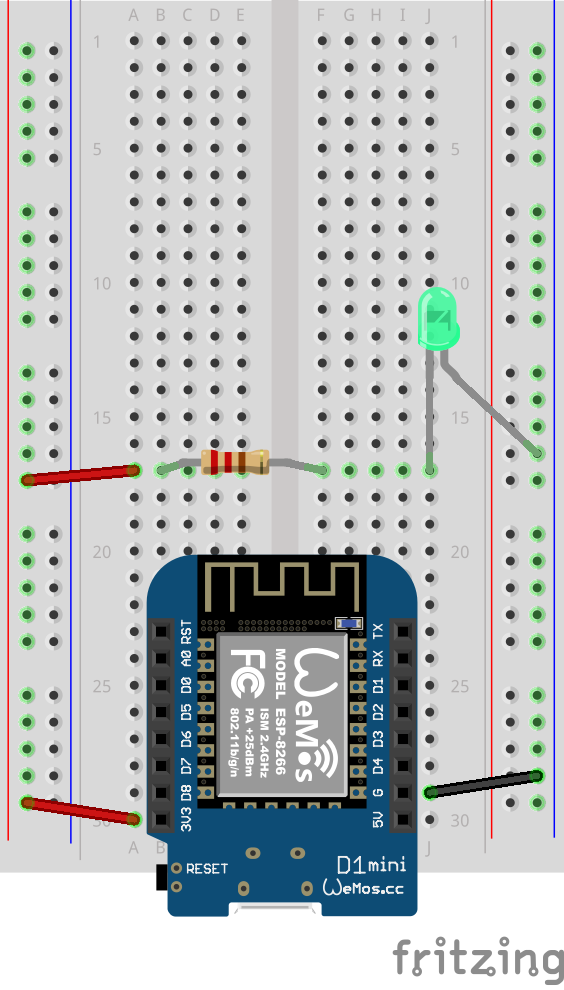 A B C D E F G H I J
1 1
5 5
10 10
15 15
20 20
25 25
30 30
A B J
RST TX
A0 RX
D0 D1
D5 D2
D6 D3
D7 D4
D8 G
3V3 5V
WeMos
MODEL ESP-8266
ISM 2.4GHz
PA +25dBm
802.11b/g/n
FC
RESET
D1 mini
WeMos.cc
fritzing